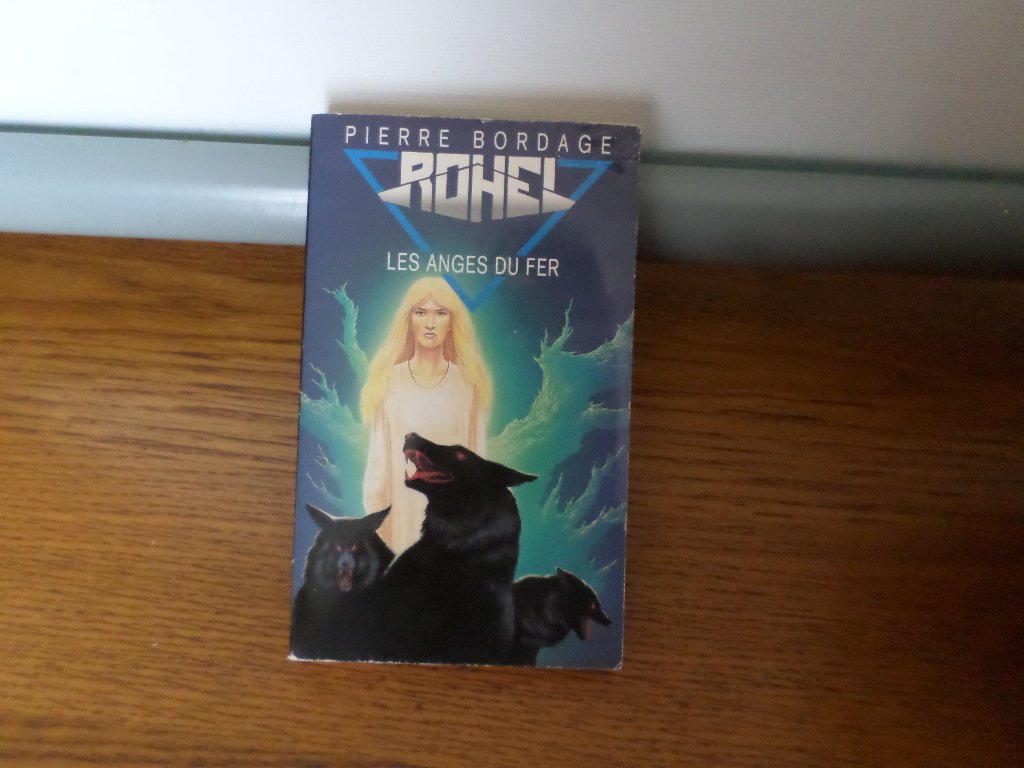 PIERRE BORDAGE
ROHEL
LES ANGES DU FER